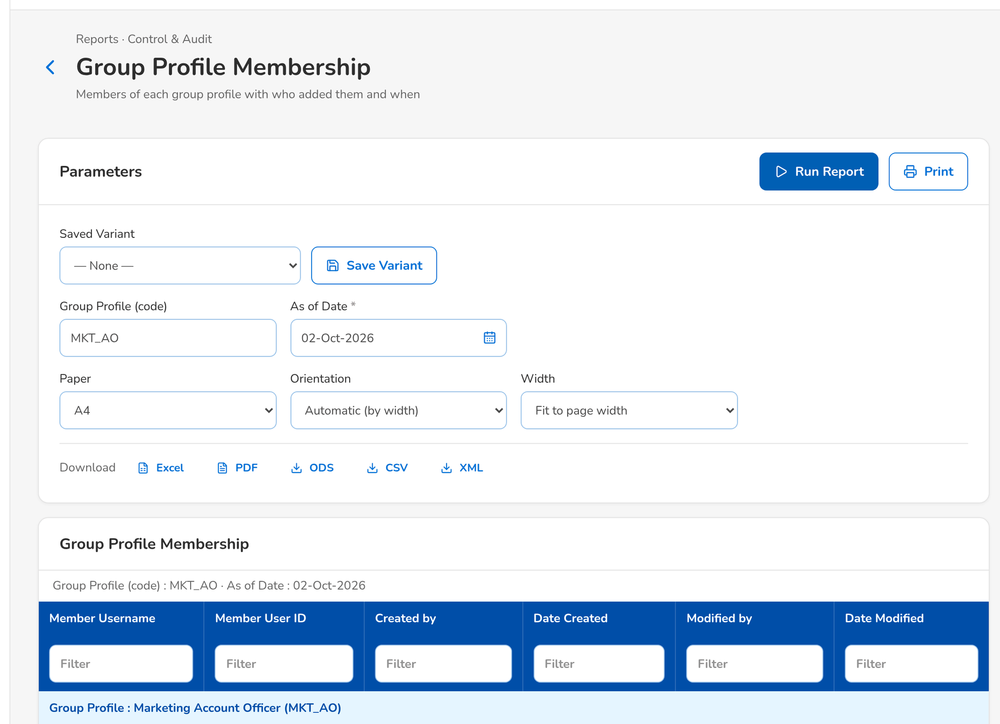 Reports · Control & Audit
Group Profile Membership
Members of each group profile with who added them and when
Parameters
Run Report
Print
Saved Variant
— None —
Save Variant
Group Profile (code)
As of Date *
MKT_AO
02-Oct-2026
Paper
Orientation
Width
A4
Automatic (by width)
Fit to page width
Download
Excel
PDF
ODS
CSV
XML
Group Profile Membership
Group Profile (code) : MKT_AO · As of Date : 02-Oct-2026
Member Username
Member User ID
Created by
Date Created
Modified by
Date Modified
Filter
Filter
Filter
Filter
Filter
Filter
Group Profile : Marketing Account Officer (MKT_AO)